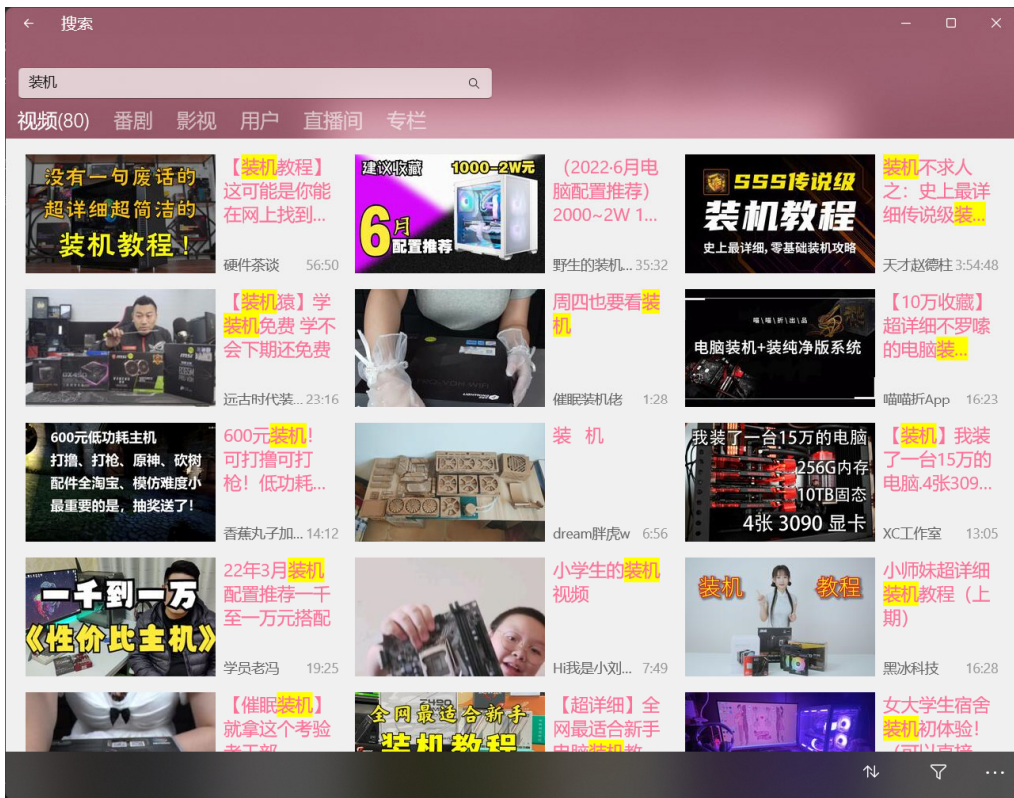 搜索
装机
视频(80) 番剧 影视 用户 直播间 专栏
没有一句废话的
超详细超简洁的
装机教程！
【装机教程】
这可能是你能
在网上找到...
硬件茶谈 56:50
建议收藏 1000-2W元
6月
配置推荐
（2022·6月电
脑配置推荐）
2000~2W 1...
野生的装机... 35:32
SSS传说级
装机教程
史上最详细,零基础装机攻略
装机不求人
之：史上最详
细传说级装...
天才赵德柱 3:54:48
【装机猿】学
装机免费 学不
会下期还免费
远古时代装... 23:16
周四也要看装
机
催眠装机佬 1:28
喵\喵\折\出\品
电脑装机+装纯净版系统
【10万收藏】
超详细不罗嗦
的电脑装...
喵喵折App 16:23
600元低功耗主机
打撸、打枪、原神、砍树
配件全淘宝、模仿难度小
最重要的是，抽奖送了！
600元装机！
可打撸可打
枪！低功耗...
香蕉丸子加... 14:12
装 机
dream胖虎w 6:56
我装了一台15万的电脑
256G内存
10TB固态
4张 3090 显卡
【装机】我装
了一台15万的
电脑.4张309...
XC工作室 13:05
一千到一万
《性价比主机》
22年3月装机
配置推荐一千
至一万元搭配
学员老冯 19:25
小学生的装机
视频
Hi我是小刘... 7:49
装机 教程
小师妹超详细
装机教程（上
期）
黑冰科技 16:28
【催眠装机】
就拿这个考验
老干部
全网最适合新手
装机教程
【超详细】全
网最适合新手
电脑装机教
女大学生宿舍
装机初体验！
（可以直接